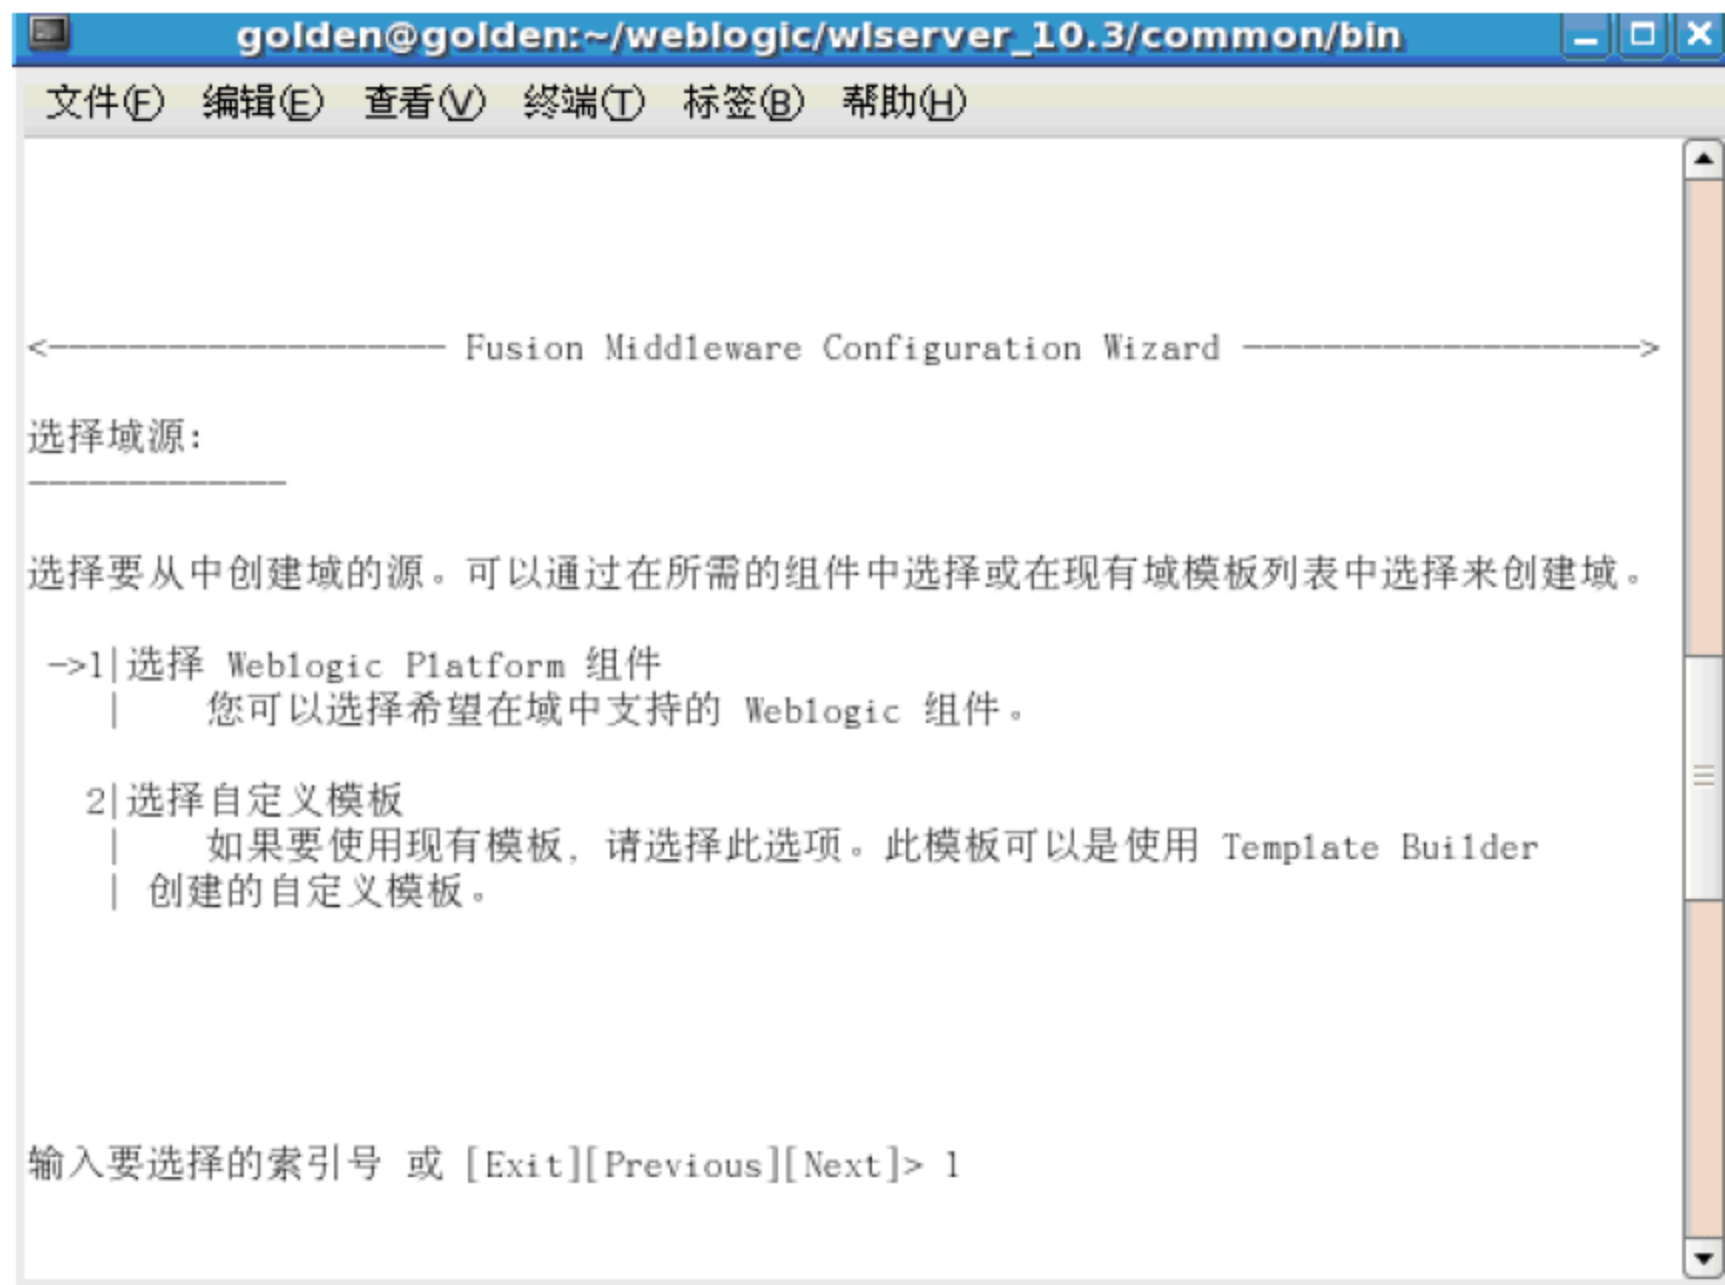 golden@golden:~/weblogic/wlserver_10.3/common/bin
文件(F) 编辑(E) 查看(V) 终端(T) 标签(B) 帮助(H)
<-------------------- Fusion Middleware Configuration Wizard -------------------->
选择域源:
-------------
选择要从中创建域的源。可以通过在所需的组件中选择或在现有域模板列表中选择来创建域。
->1|选择 Weblogic Platform 组件
|    您可以选择希望在域中支持的 Weblogic 组件。
2|选择自定义模板
|    如果要使用现有模板, 请选择此选项。此模板可以是使用 Template Builder
| 创建的自定义模板。
输入要选择的索引号 或 [Exit][Previous][Next]> 1